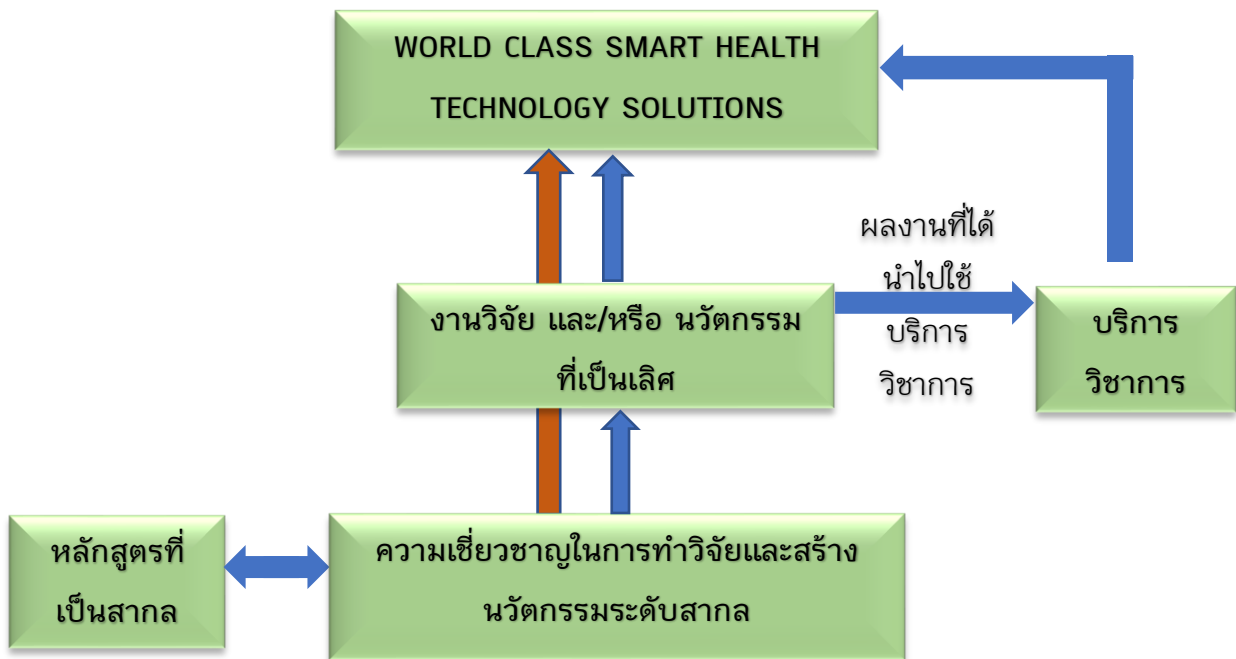 WORLD CLASS SMART HEALTH
TECHNOLOGY SOLUTIONS
ผลงานที่ได้
นำไปใช้
บริการ
วิชาการ
งานวิจัย และ/หรือ นวัตกรรม
ที่เป็นเลิศ
บริการ
วิชาการ
หลักสูตรที่
เป็นสากล
ความเชี่ยวชาญในการทำวิจัยและสร้าง
นวัตกรรมระดับสากล